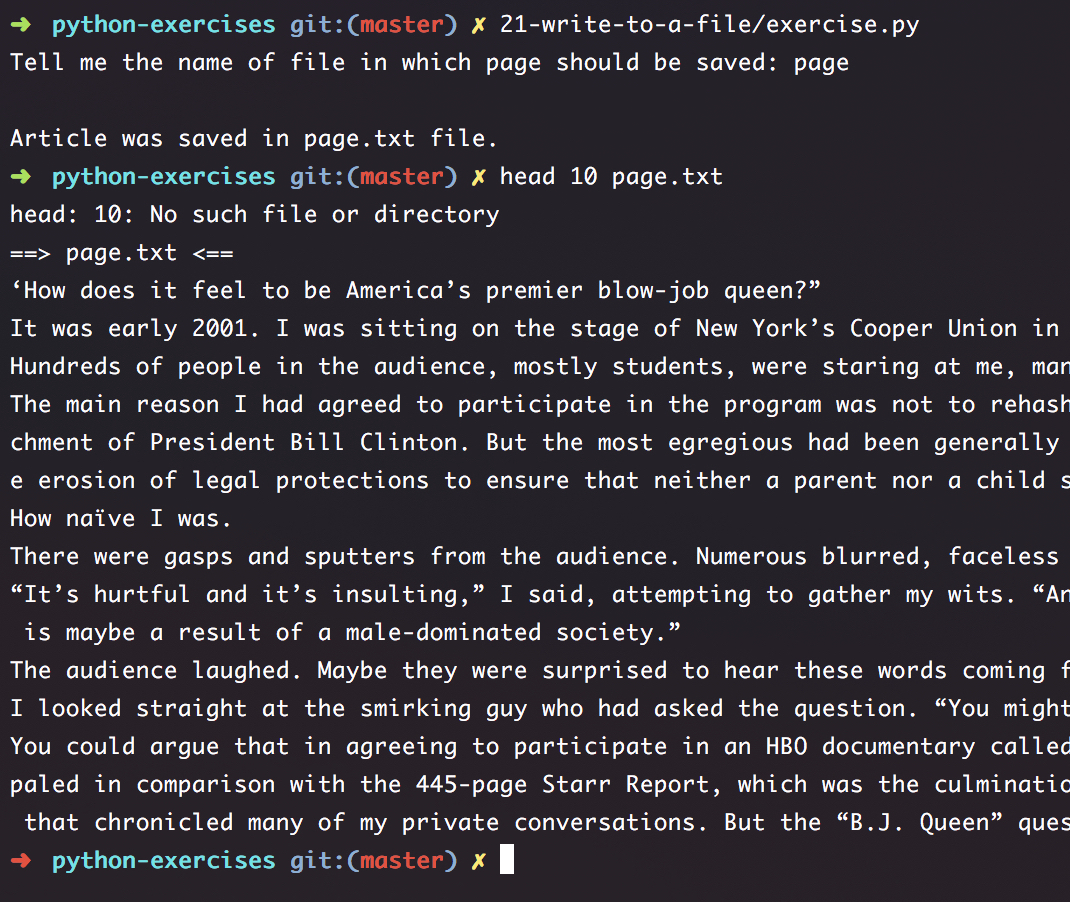 ➜  python-exercises git:(master) ✗ 21-write-to-a-file/exercise.py
Tell me the name of file in which page should be saved: page
Article was saved in page.txt file.
➜  python-exercises git:(master) ✗ head 10 page.txt
head: 10: No such file or directory
==> page.txt <==
‘How does it feel to be America’s premier blow-job queen?”
It was early 2001. I was sitting on the stage of New York’s Cooper Union in
Hundreds of people in the audience, mostly students, were staring at me,
The main reason I had agreed to participate in the program was not to rehash
chment of President Bill Clinton. But the most egregious had been generally
e erosion of legal protections to ensure that neither a parent nor a child
How naïve I was.
There were gasps and sputters from the audience. Numerous blurred, faceless
“It’s hurtful and it’s insulting,” I said, attempting to gather my wits.
is maybe a result of a male-dominated society.”
The audience laughed. Maybe they were surprised to hear these words coming
I looked straight at the smirking guy who had asked the question. “You might
You could argue that in agreeing to participate in an HBO documentary called
paled in comparison with the 445-page Starr Report, which was the
that chronicled many of my private conversations. But the “B.J. Queen”
➜  python-exercises git:(master) ✗